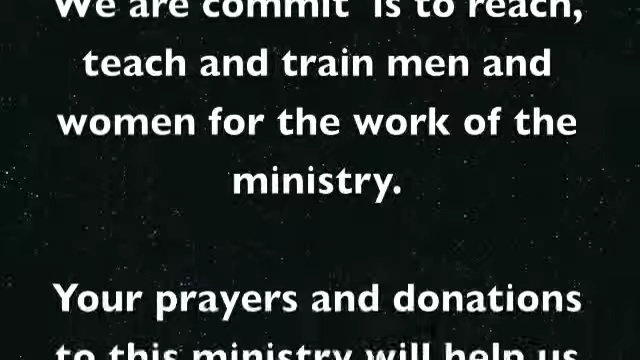 We are commit  is to reach,
teach and train men and
women for the work of the
ministry.
Your prayers and donations
to this ministry will help us